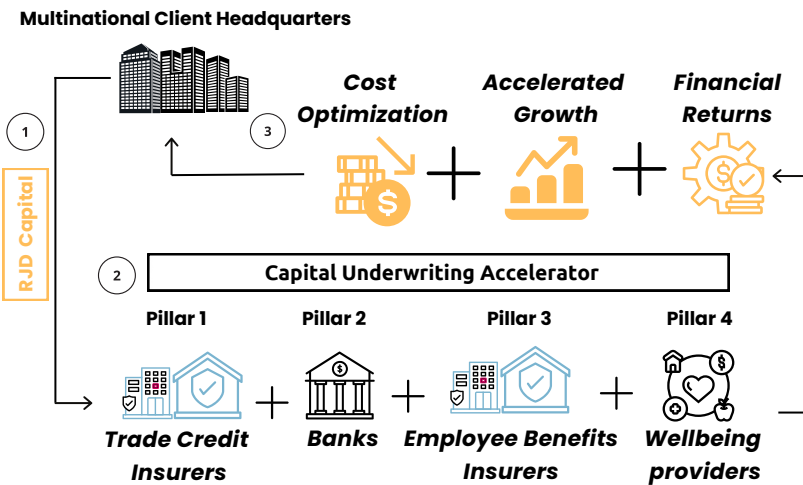 Multinational Client Headquarters
Cost
Optimization
Accelerated
Growth
Financial
Returns
1
3
RJD Capital
2
Capital Underwriting Accelerator
Pillar 1
Pillar 2
Pillar 3
Pillar 4
Trade Credit
Insurers
Banks
Employee Benefits
Insurers
Wellbeing
providers